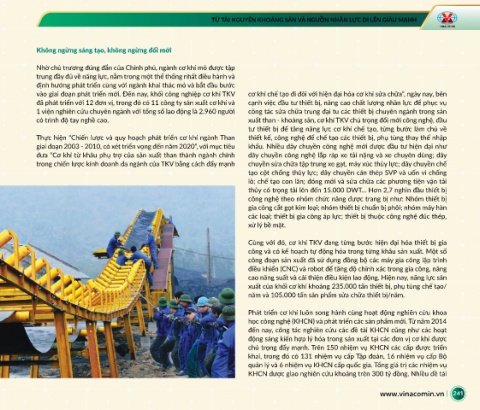 TỪ TÀI NGUYÊN KHOÁNG SẢN VÀ NGUỒN NHÂN LỰC ĐI LÊN GIÀU MẠNH
Không ngừng sáng tạo, không ngừng đổi mới
Nhờ chủ trương đúng đắn của Chính phủ, ngành cơ khí mỏ được tập
trung đầy đủ về năng lực, nằm trong một thể thống nhất điều hành và
định hướng phát triển cùng với ngành khai thác mỏ và bắt đầu bước
vào giai đoạn phát triển mới. Đến nay, khối công nghiệp cơ khí TKV
đã phát triển với 12 đơn vị, trong đó có 11 công ty sản xuất cơ khí và
1 viện nghiên cứu chuyên ngành với tổng số lao động là 2.960 người
có trình độ tay nghề cao.
Thực hiện "Chiến lược và quy hoạch phát triển cơ khí ngành Than
giai đoạn 2003 - 2010, có xét triển vọng đến năm 2020", với mục tiêu
đưa "Cơ khí từ khâu phụ trợ của sản xuất than thành ngành chính
trong chiến lược kinh doanh đa ngành của TKV bằng cách đẩy mạnh
cơ khí chế tạo đi đôi với hiện đại hóa cơ khí sửa chữa", ngày nay, bên
cạnh việc đầu tư thiết bị, nâng cao chất lượng nhân lực để phục vụ
công tác sửa chữa trung đại tu các thiết bị chuyên ngành trong sản
xuất than - khoáng sản, cơ khí TKV chú trọng đổi mới công nghệ, đầu
tư thiết bị để tăng năng lực cơ khí chế tạo, từng bước làm chủ về
thiết kế, công nghệ để chế tạo các thiết bị, phụ tùng thay thế nhập
khẩu. Nhiều dây chuyền công nghệ mới được đầu tư hiện đại như
dây chuyền công nghệ lắp ráp xe tải nặng và xe chuyên dùng; dây
chuyền sửa chữa tập trung xe gạt, máy xúc thủy lực; dây chuyền chế
tạo cột chống thủy lực; dây chuyền cán thép SVP và uốn vì chống
lò; chế tạo con lăn; đóng mới và sửa chữa các phương tiện vận tải
thủy có trọng tải lên đến 15.000 DWT... Hơn 2,7 nghìn đầu thiết bị
công nghệ theo nhóm chức năng được trang bị như: Nhóm thiết bị
gia công cắt gọt kim loại; nhóm thiết bị chuẩn bị phôi; nhóm máy hàn
các loại; thiết bị gia công áp lực; thiết bị thuộc công nghệ đúc thép,
xử lý bề mặt.
Cùng với đó, cơ khí TKV đang từng bước hiện đại hóa thiết bị gia
công và có kế hoạch tự động hóa trong từng khâu sản xuất. Một số
công đoạn sản xuất đã sử dụng đồng bộ các máy gia công lập trình
điều khiển (CNC) và robot để tăng độ chính xác trong gia công, nâng
cao năng suất và cải thiện điều kiện lao động. Hiện nay, năng lực sản
xuất của khối cơ khí khoảng 235.000 tấn thiết bị, phụ tùng chế tạo/
năm và 105.000 tấn sản phẩm sửa chữa thiết bị/năm.
Phát triển cơ khí luôn song hành cùng hoạt động nghiên cứu khoa
học công nghệ (KHCN) và phát triển các sản phẩm mới. Từ năm 2014
đến nay, công tác nghiên cứu các đề tài KHCN cũng như các hoạt
động sáng kiến hợp lý hóa trong sản xuất tại các đơn vị cơ khí được
chú trọng đẩy mạnh. Trên 150 nhiệm vụ KHCN các cấp được triển
khai, trong đó có 131 nhiệm vụ cấp Tập đoàn, 16 nhiệm vụ cấp Bộ
quản lý và 6 nhiệm vụ KHCN cấp quốc gia. Tổng giá trị các nhiệm vụ
KHCN được giao nghiên cứu khoảng trên 300 tỷ đồng. Nhiều đề tài
www.vinacomin.vn | 241